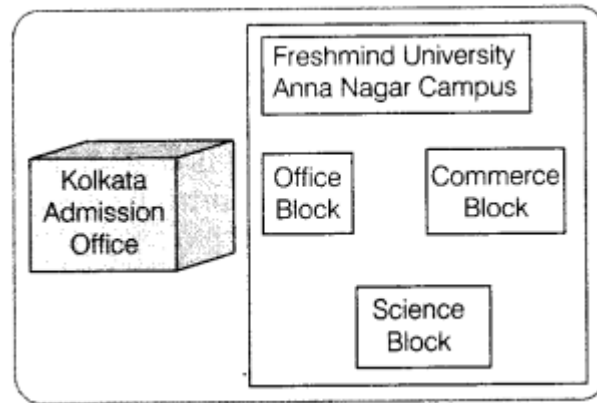 Freshmind University
Anna Nagar Campus
Kolkata
Admission
Office
Office
Block
Commerce
Block
Science
Block